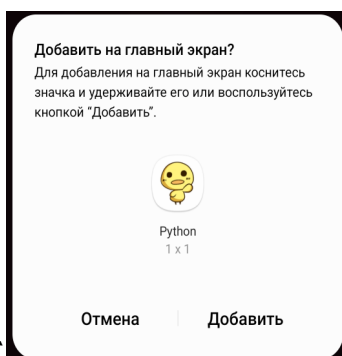 Добавить на главный экран?
Для добавления на главный экран коснитесь
значка и удерживайте его или воспользуйтесь
кнопкой “Добавить”.
Python
1 x 1
Отмена
Добавить